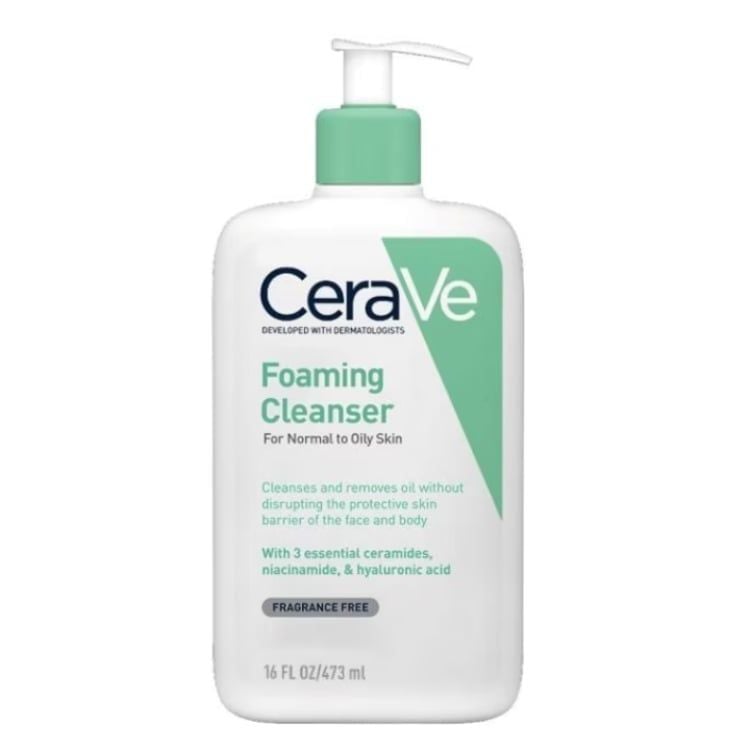 CeraVe
DEVELOPED WITH DERMATOLOGISTS
Foaming
Cleanser
For Normal to Oily Skin
Cleanses and removes oil without
disrupting the protective skin
barrier of the face and body
With 3 essential ceramides,
niacinamide, & hyaluronic acid
FRAGRANCE FREE
16 FL OZ/473 ml